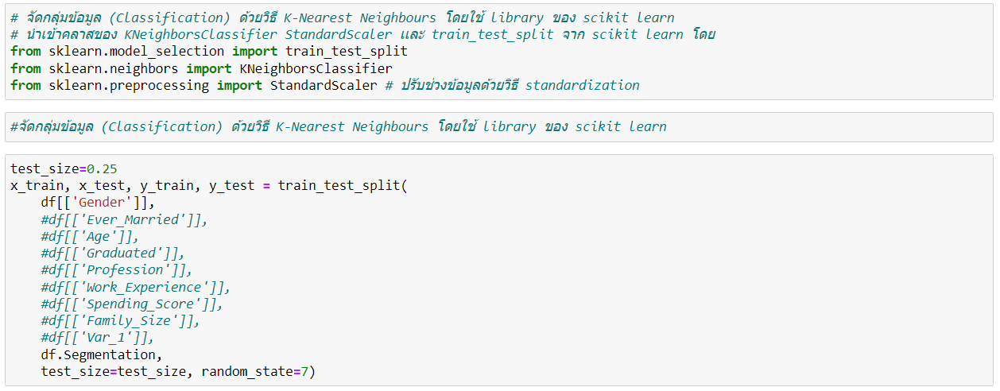 # จัดกลุ่มข้อมูล (Classification) ด้วยวิธี K-Nearest Neighbours โดยใช้ library ของ scikit learn
# นำเข้าคลาสของ KNeighborsClassifier StandardScaler และ train_test_split จาก scikit learn โดย
from sklearn.model_selection import train_test_split
from sklearn.neighbors import KNeighborsClassifier
from sklearn.preprocessing import StandardScaler # ปรับช่วงข้อมูลด้วยวิธี standardization
#จัดกลุ่มข้อมูล (Classification) ด้วยวิธี K-Nearest Neighbours โดยใช้ library ของ scikit learn
test_size=0.25
x_train, x_test, y_train, y_test = train_test_split(
    df[['Gender']],
    #df[['Ever_Married']],
    #df[['Age']],
    #df[['Graduated']],
    #df[['Profession']],
    #df[['Work_Experience']],
    #df[['Spending_Score']],
    #df[['Family_Size']],
    #df[['Var_1']],
    df.Segmentation,
    test_size=test_size, random_state=7)